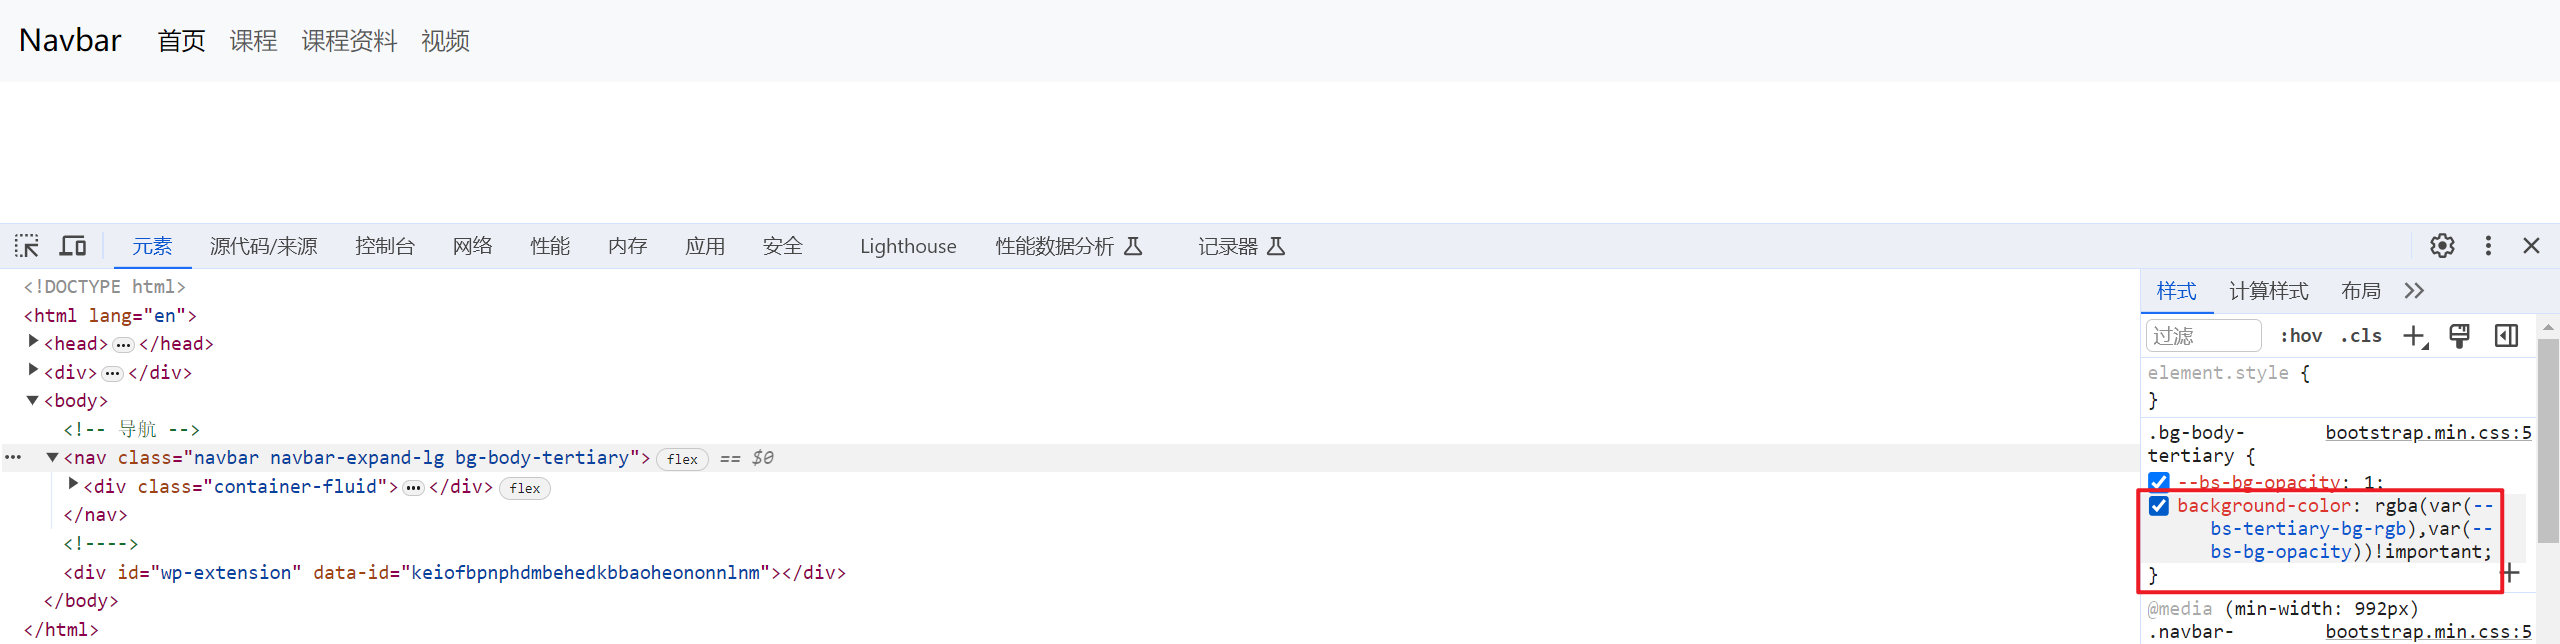 Navbar 首页 课程 课程资料 视频
元素 源代码/来源 控制台 网络 性能 内存 应用 安全 Lighthouse 性能数据分析 记录器
<!DOCTYPE html>
<html lang="en">
<head> ··· </head>
<div> ··· </div>
<body>
<!-- 导航 -->
··· <nav class="navbar navbar-expand-lg bg-body-tertiary"> flex == $0
<div class="container-fluid"> ··· </div> flex
</nav>
<!---->
<div id="wp-extension" data-id="keiofbpnphdmbehedkbbaoheononnlnm"></div>
</body>
</html>
样式 计算样式 布局
过滤 :hov .cls
element.style {
}
.bg-body- bootstrap.min.css:5
tertiary {
--bs-bg-opacity: 1;
background-color: rgba(var(--
bs-tertiary-bg-rgb),var(--
bs-bg-opacity))!important;
}
@media (min-width: 992px)
.navbar- bootstrap.min.css:5